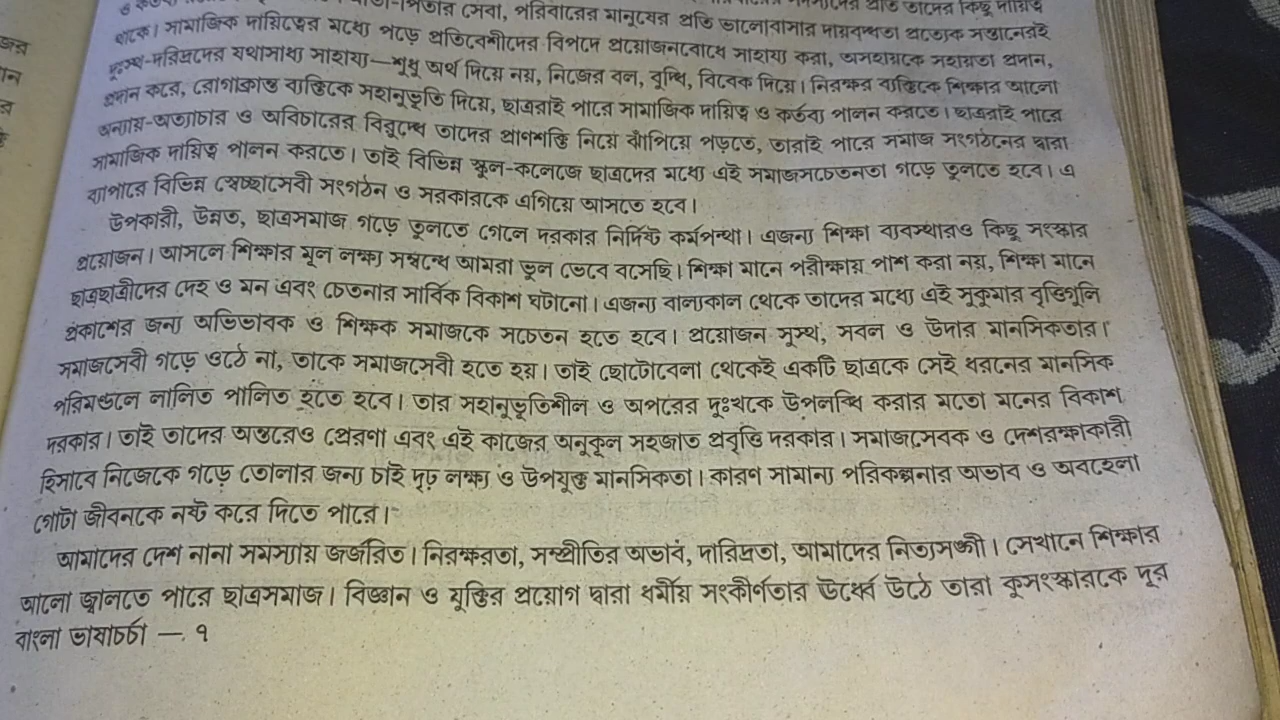 সেবা, পরিবারের মানুষের প্রতি ভালোবাসার দায়বদ্ধতা প্রত্যেক সন্তানেরই
থাকে। সামাজিক দায়িত্বের মধ্যে পড়ে প্রতিবেশীদের বিপদে প্রয়োজনবোধে সাহায্য করা, অসহায়কে সহায়তা প্রদান,
দুঃস্থ-দরিদ্রদের যথাসাধ্য সাহায্য—শুধু অর্থ দিয়ে নয়, নিজের বল, বুদ্ধি, বিবেক দিয়ে। নিরক্ষর ব্যক্তিকে শিক্ষার আলো
প্রদান করে, রোগাক্রান্ত ব্যক্তিকে সহানুভূতি দিয়ে, ছাত্ররাই পারে সামাজিক দায়িত্ব ও কর্তব্য পালন করতে। ছাত্ররাই পারে
অন্যায়-অত্যাচার ও অবিচারের বিরুদ্ধে তাদের প্রাণশক্তি নিয়ে ঝাঁপিয়ে পড়তে, তারাই পারে সমাজ সংগঠনের দ্বারা
সামাজিক দায়িত্ব পালন করতে। তাই বিভিন্ন স্কুল-কলেজে ছাত্রদের মধ্যে এই সমাজসচেতনতা গড়ে তুলতে হবে। এ
ব্যাপারে বিভিন্ন স্বেচ্ছাসেবী সংগঠন ও সরকারকে এগিয়ে আসতে হবে।
উপকারী, উন্নত, ছাত্রসমাজ গড়ে তুলতে গেলে দরকার নির্দিষ্ট কর্মপন্থা। এজন্য শিক্ষা ব্যবস্থারও কিছু সংস্কার
প্রয়োজন। আসলে শিক্ষার মূল লক্ষ্য সম্বন্ধে আমরা ভুল ভেবে বসেছি। শিক্ষা মানে পরীক্ষায় পাশ করা নয়, শিক্ষা মানে
ছাত্রছাত্রীদের দেহ ও মন এবং চেতনার সার্বিক বিকাশ ঘটানো। এজন্য বাল্যকাল থেকে তাদের মধ্যে এই সুকুমার বৃত্তিগুলি
প্রকাশের জন্য অভিভাবক ও শিক্ষক সমাজকে সচেতন হতে হবে। প্রয়োজন সুস্থ, সবল ও উদার মানসিকতার।
সমাজসেবী গড়ে ওঠে না, তাকে সমাজসেবী হতে হয়। তাই ছোটোবেলা থেকেই একটি ছাত্রকে সেই ধরনের মানসিক
পরিমণ্ডলে লালিত পালিত হতে হবে। তার সহানুভূতিশীল ও অপরের দুঃখকে উপলব্ধি করার মতো মনের বিকাশ
দরকার। তাই তাদের অন্তরেও প্রেরণা এবং এই কাজের অনুকূল সহজাত প্রবৃত্তি দরকার। সমাজসেবক ও দেশরক্ষাকারী
হিসাবে নিজেকে গড়ে তোলার জন্য চাই দৃঢ় লক্ষ্য ও উপযুক্ত মানসিকতা। কারণ সামান্য পরিকল্পনার অভাব ও অবহেলা
গোটা জীবনকে নষ্ট করে দিতে পারে।
আমাদের দেশ নানা সমস্যায় জর্জরিত। নিরক্ষরতা, সম্প্রীতির অভাব, দারিদ্রতা, আমাদের নিত্যসঙ্গী। সেখানে শিক্ষার
আলো জ্বালতে পারে ছাত্রসমাজ। বিজ্ঞান ও যুক্তির প্রয়োগ দ্বারা ধর্মীয় সংকীর্ণতার ঊর্ধ্বে উঠে তারা কুসংস্কারকে দূর
বাংলা ভাষাচর্চা — ৭